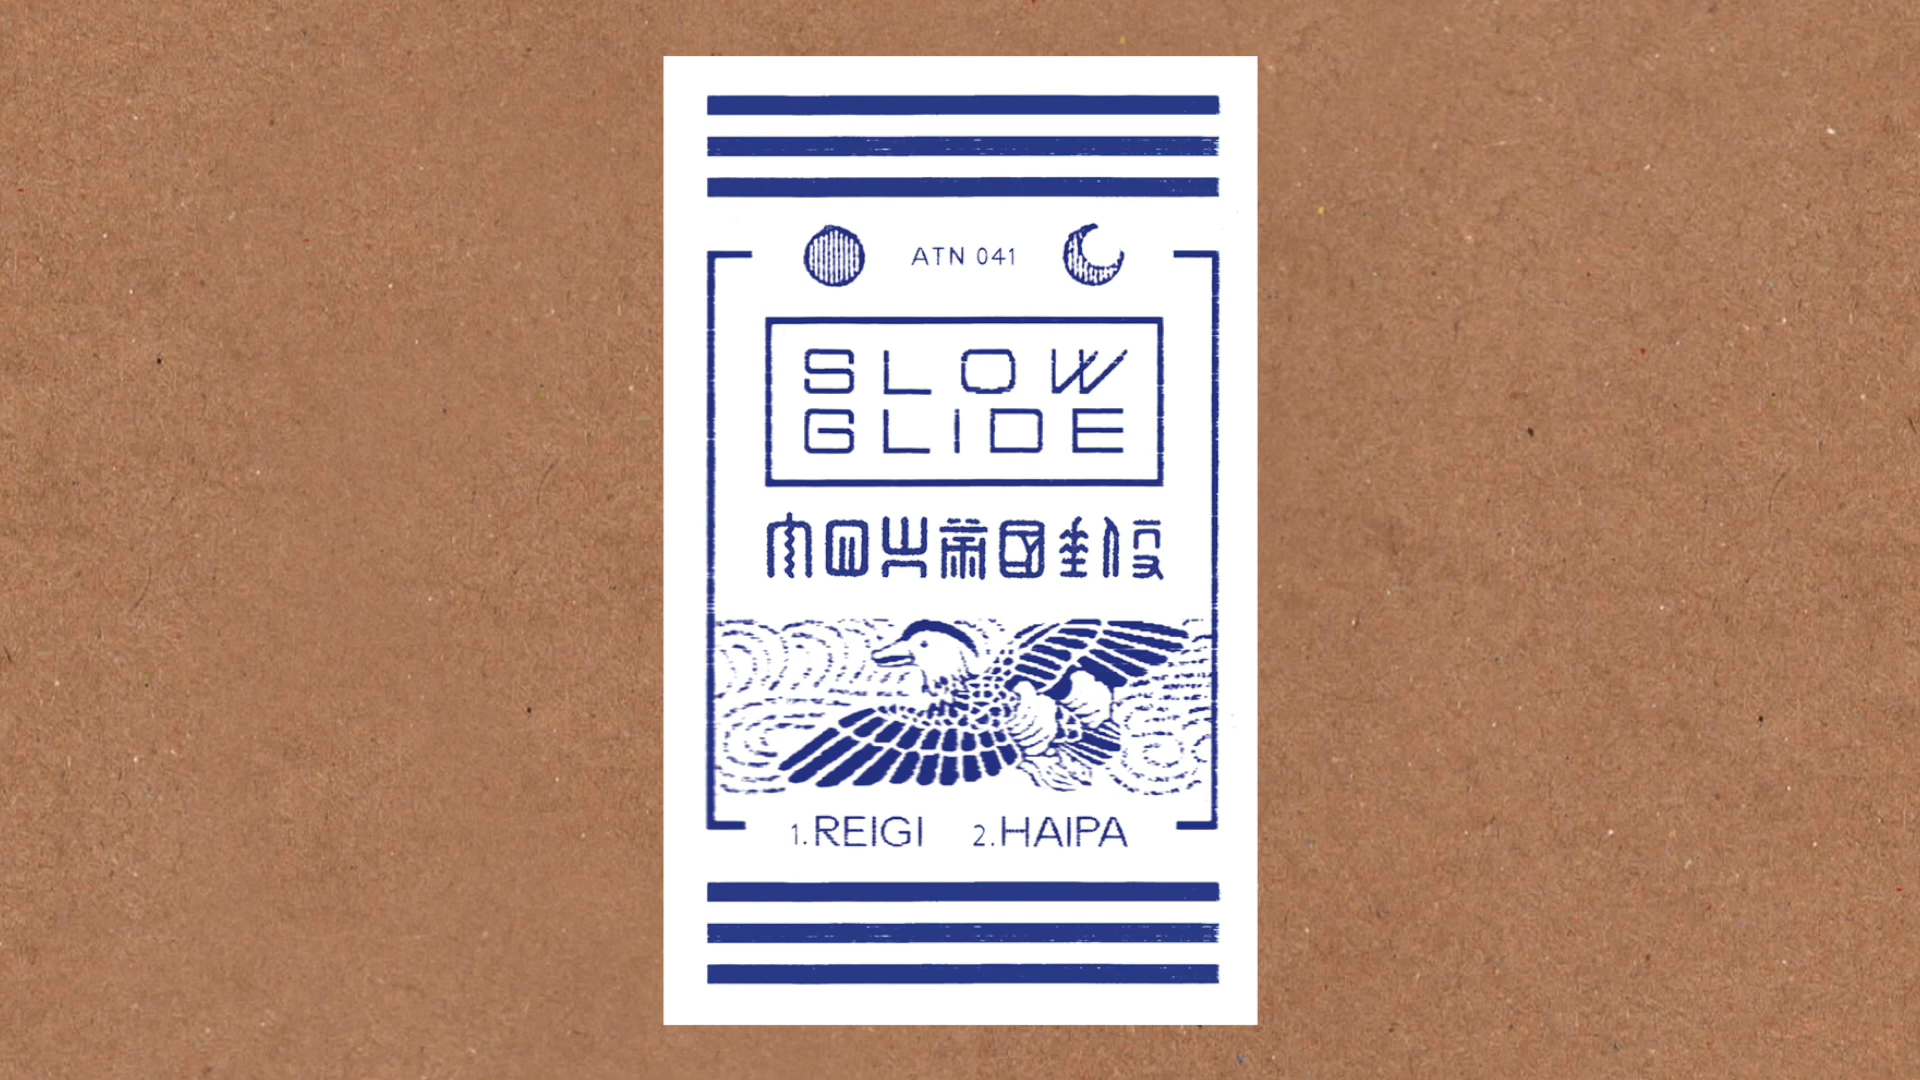 ATN 041
SLOW
GLIDE
1. REIGI 2. HAIPA